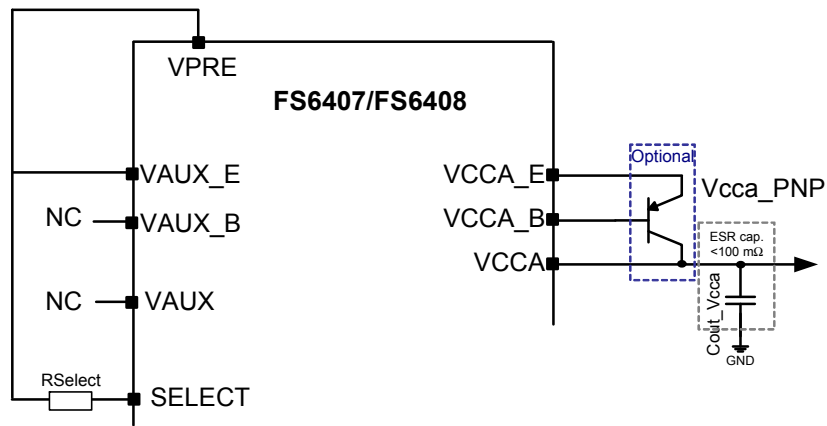 VPRE
FS6407/FS6408
Optional
VAUX_E
VCCA_E
Vcca_PNP
NC
VAUX_B
VCCA_B
ESR cap.
<100 mΩ
VCCA
NC
VAUX
Cout_Vcca
GND
RSelect
SELECT